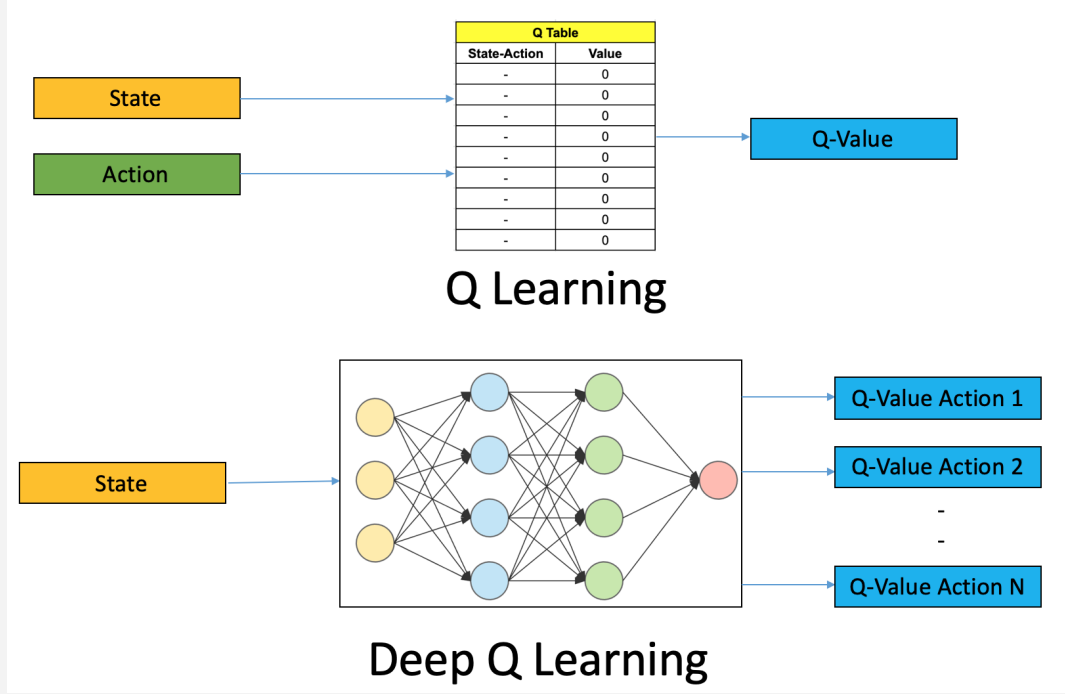 Q Table
State-Action Value
- 0
- 0
- 0
- 0
- 0
- 0
- 0
- 0
- 0
State
Action
Q-Value
Q Learning
State
Q-Value Action 1
Q-Value Action 2
-
-
Q-Value Action N
Deep Q Learning